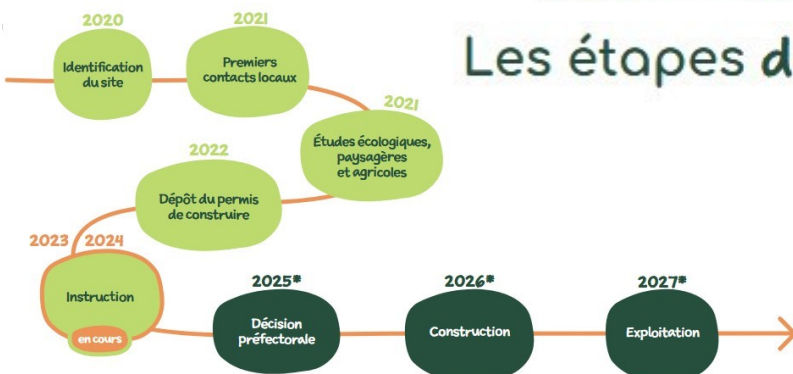 Les étapes d
2020
Identification
du site
2021
Premiers
contacts locaux
2021
Études écologiques,
paysagères
et agricoles
2022
Dépôt du permis
de construire
2023 2024
Instruction
en cours
2025*
Décision
préfectorale
2026*
Construction
2027*
Exploitation